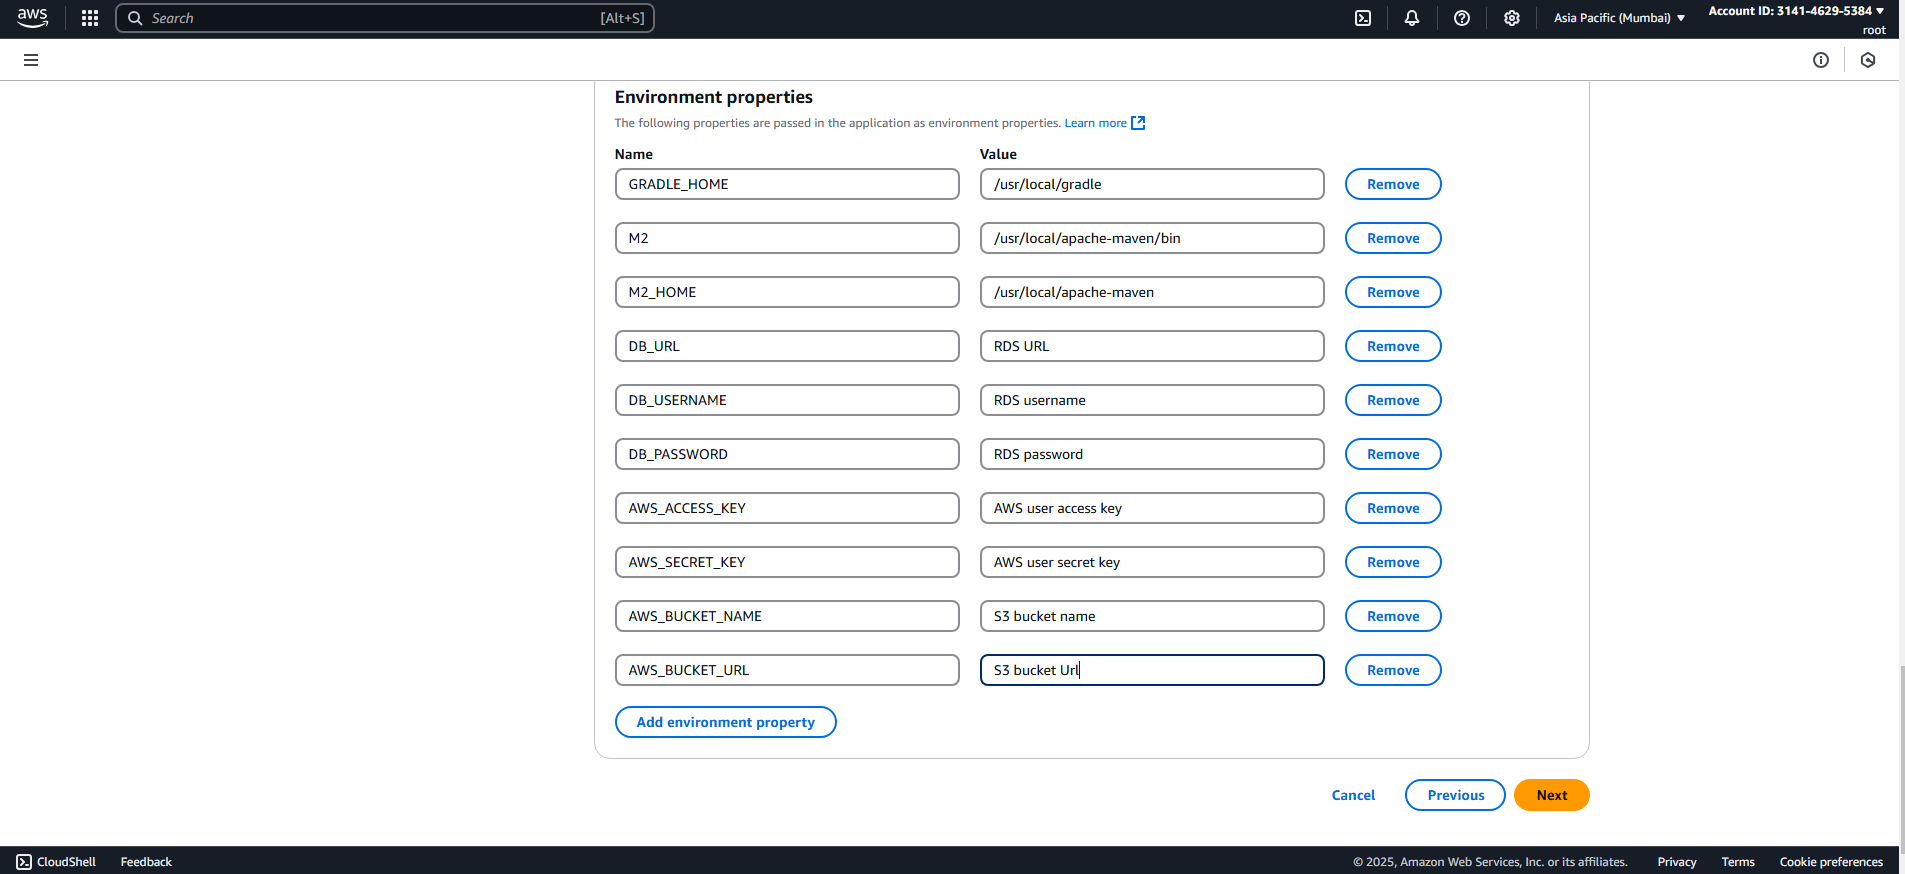 aws
Search [Alt+S]
Asia Pacific (Mumbai)
Account ID: 3141-4629-5384
root
Environment properties
The following properties are passed in the application as environment properties. Learn more
Name Value
GRADLE_HOME /usr/local/gradle Remove
M2 /usr/local/apache-maven/bin Remove
M2_HOME /usr/local/apache-maven Remove
DB_URL RDS URL Remove
DB_USERNAME RDS username Remove
DB_PASSWORD RDS password Remove
AWS_ACCESS_KEY AWS user access key Remove
AWS_SECRET_KEY AWS user secret key Remove
AWS_BUCKET_NAME S3 bucket name Remove
AWS_BUCKET_URL S3 bucket Url Remove
Add environment property
Cancel Previous Next
CloudShell Feedback © 2025, Amazon Web Services, Inc. or its affiliates. Privacy Terms Cookie preferences